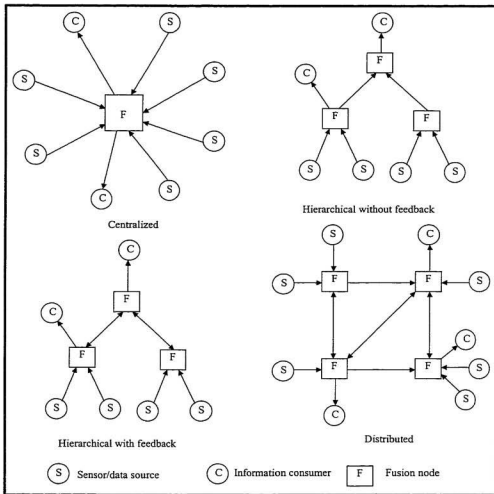 C S
S S
F
S S
C S
Centralized
C
F
C
F F
S S S S
Hierarchical without feedback
C
F
C
F F
S S S S
Hierarchical with feedback
S C
S F F S
C
S F F S
S
C
Distributed
S Sensor/data source C Information consumer F Fusion node